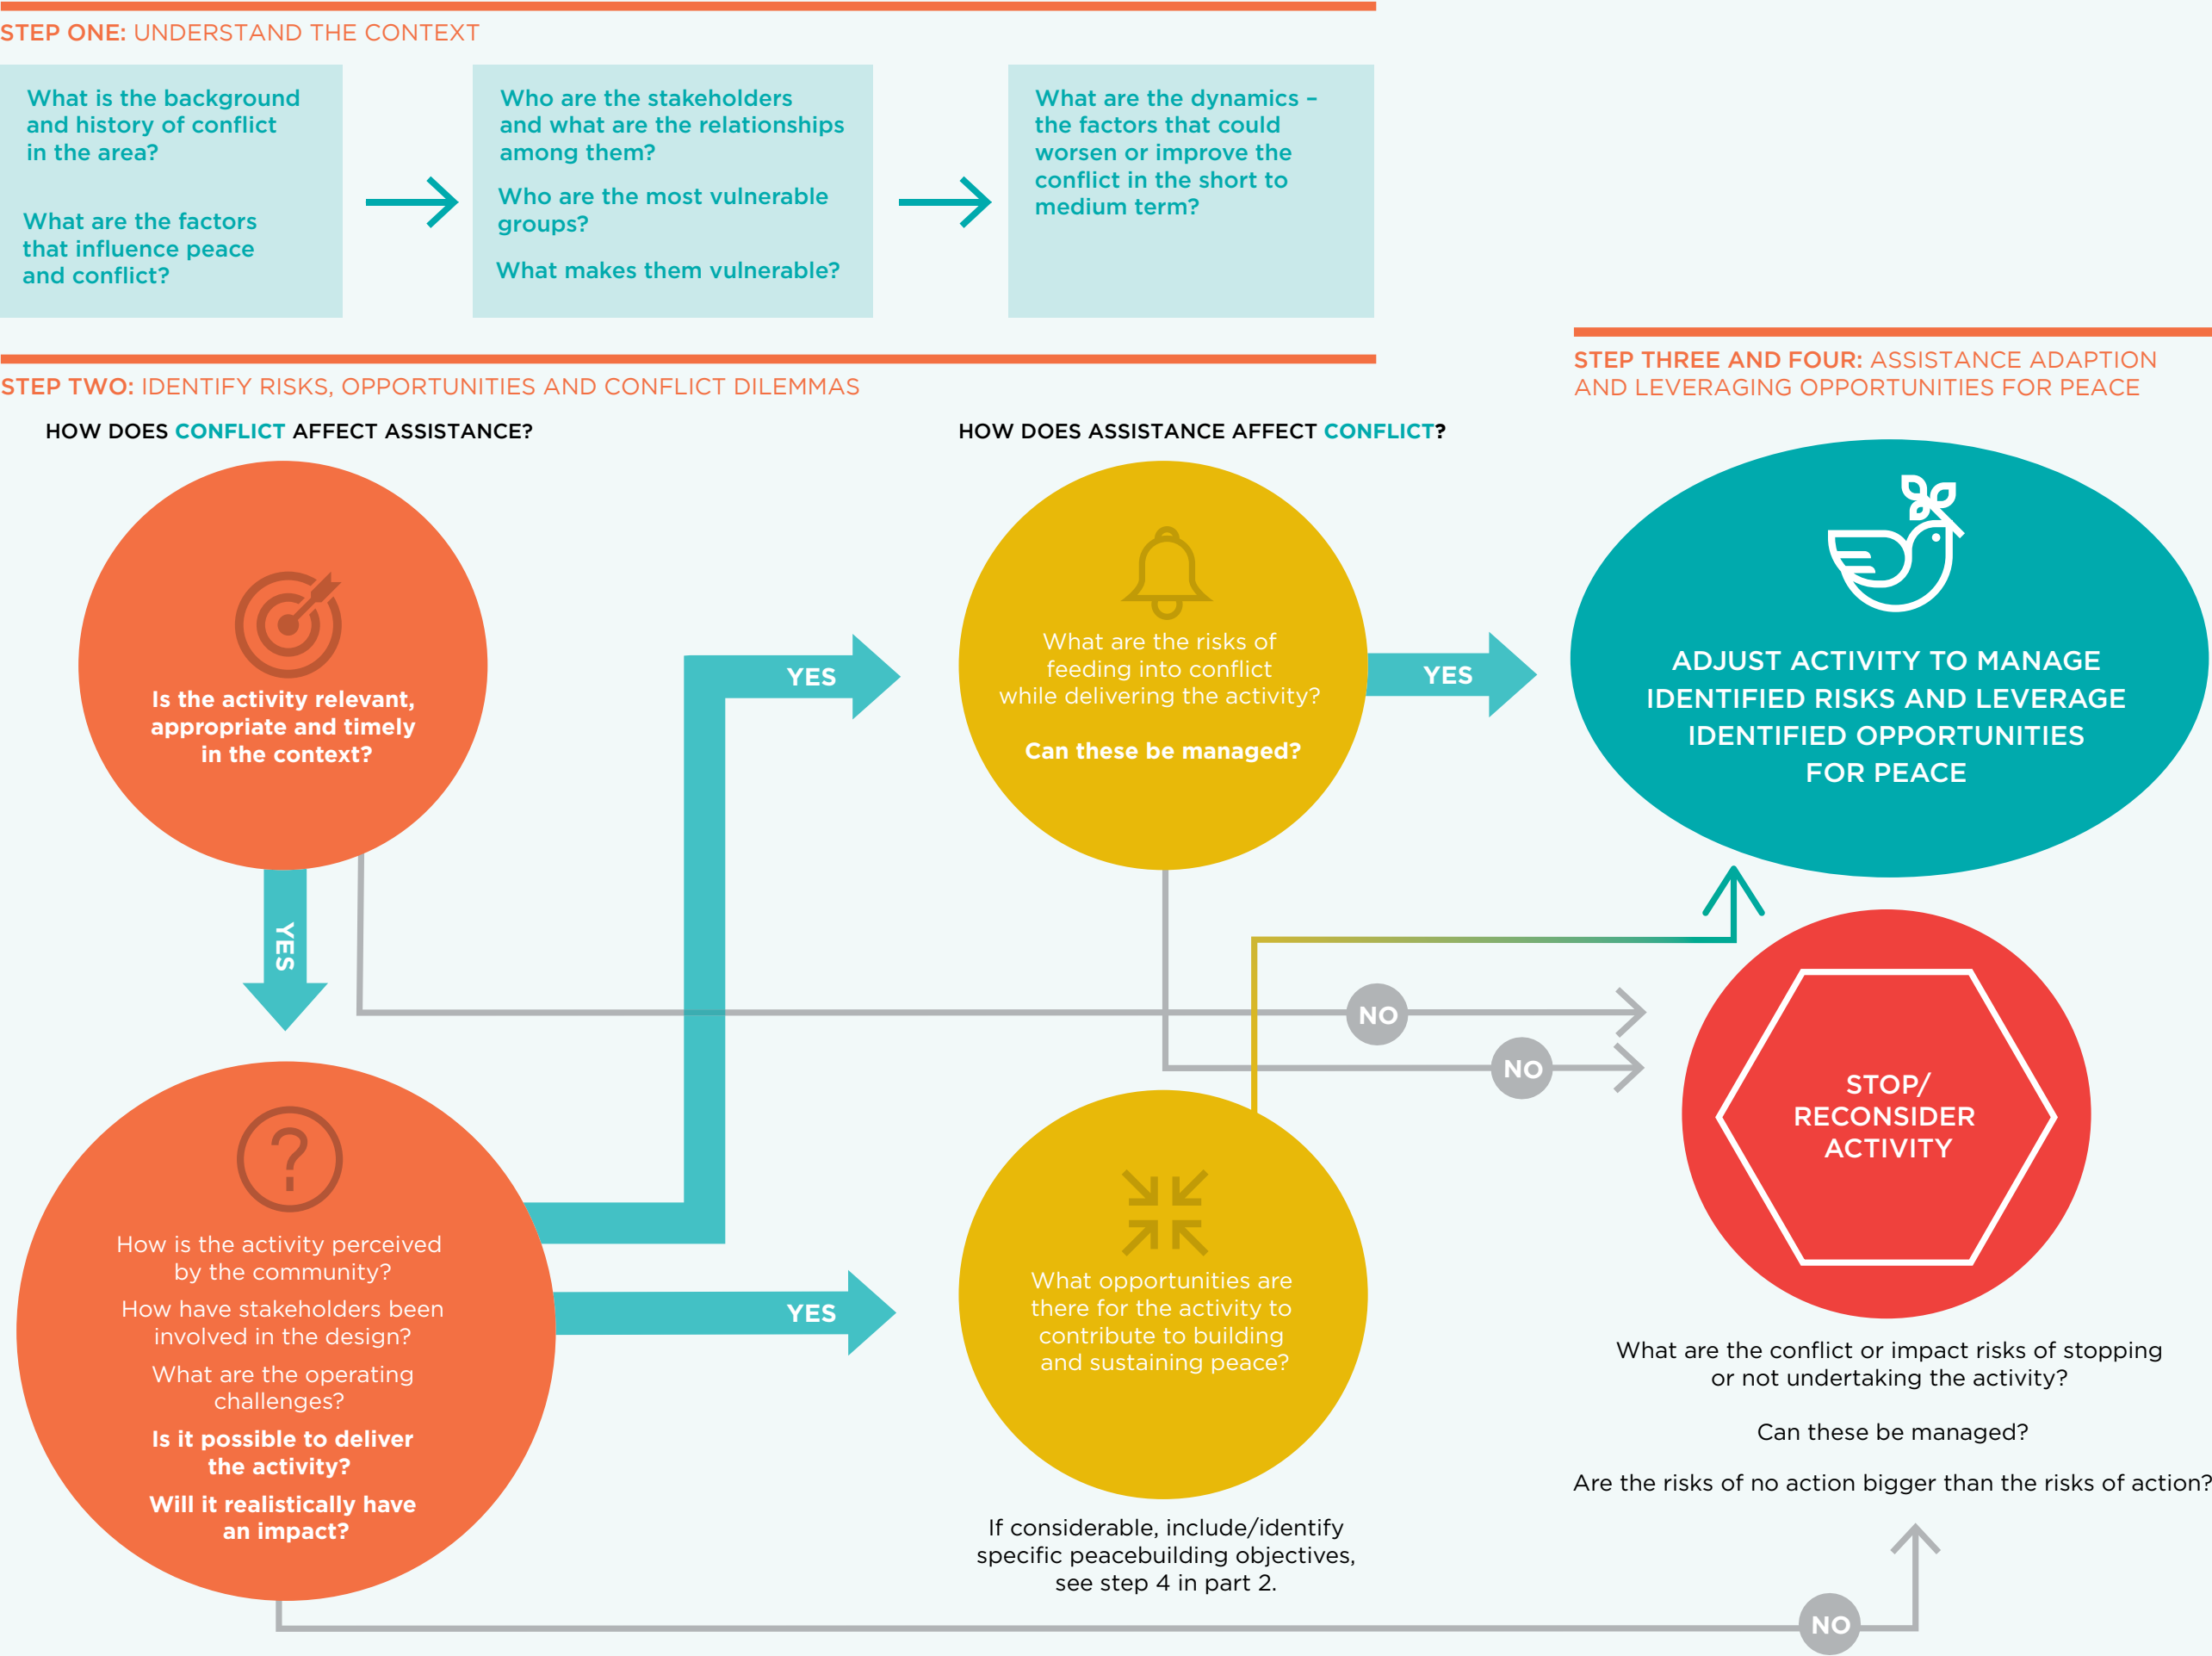 STEP ONE: UNDERSTAND THE CONTEXT
What is the background
and history of conflict
in the area?
What are the factors
that influence peace
and conflict?
Who are the stakeholders
and what are the relationships
among them?
Who are the most vulnerable
groups?
What makes them vulnerable?
What are the dynamics –
the factors that could
worsen or improve the
conflict in the short to
medium term?
STEP TWO: IDENTIFY RISKS, OPPORTUNITIES AND CONFLICT DILEMMAS
HOW DOES CONFLICT AFFECT ASSISTANCE?
Is the activity relevant,
appropriate and timely
in the context?
YES
How is the activity perceived
by the community?
How have stakeholders been
involved in the design?
What are the operating
challenges?
Is it possible to deliver
the activity?
Will it realistically have
an impact?
YES
YES
HOW DOES ASSISTANCE AFFECT CONFLICT?
What are the risks of
feeding into conflict
while delivering the activity?
Can these be managed?
YES
NO
NO
What opportunities are
there for the activity to
contribute to building
and sustaining peace?
If considerable, include/identify
specific peacebuilding objectives,
see step 4 in part 2.
STEP THREE AND FOUR: ASSISTANCE ADAPTION
AND LEVERAGING OPPORTUNITIES FOR PEACE
ADJUST ACTIVITY TO MANAGE
IDENTIFIED RISKS AND LEVERAGE
IDENTIFIED OPPORTUNITIES
FOR PEACE
STOP/
RECONSIDER
ACTIVITY
What are the conflict or impact risks of stopping
or not undertaking the activity?
Can these be managed?
Are the risks of no action bigger than the risks of action?
NO